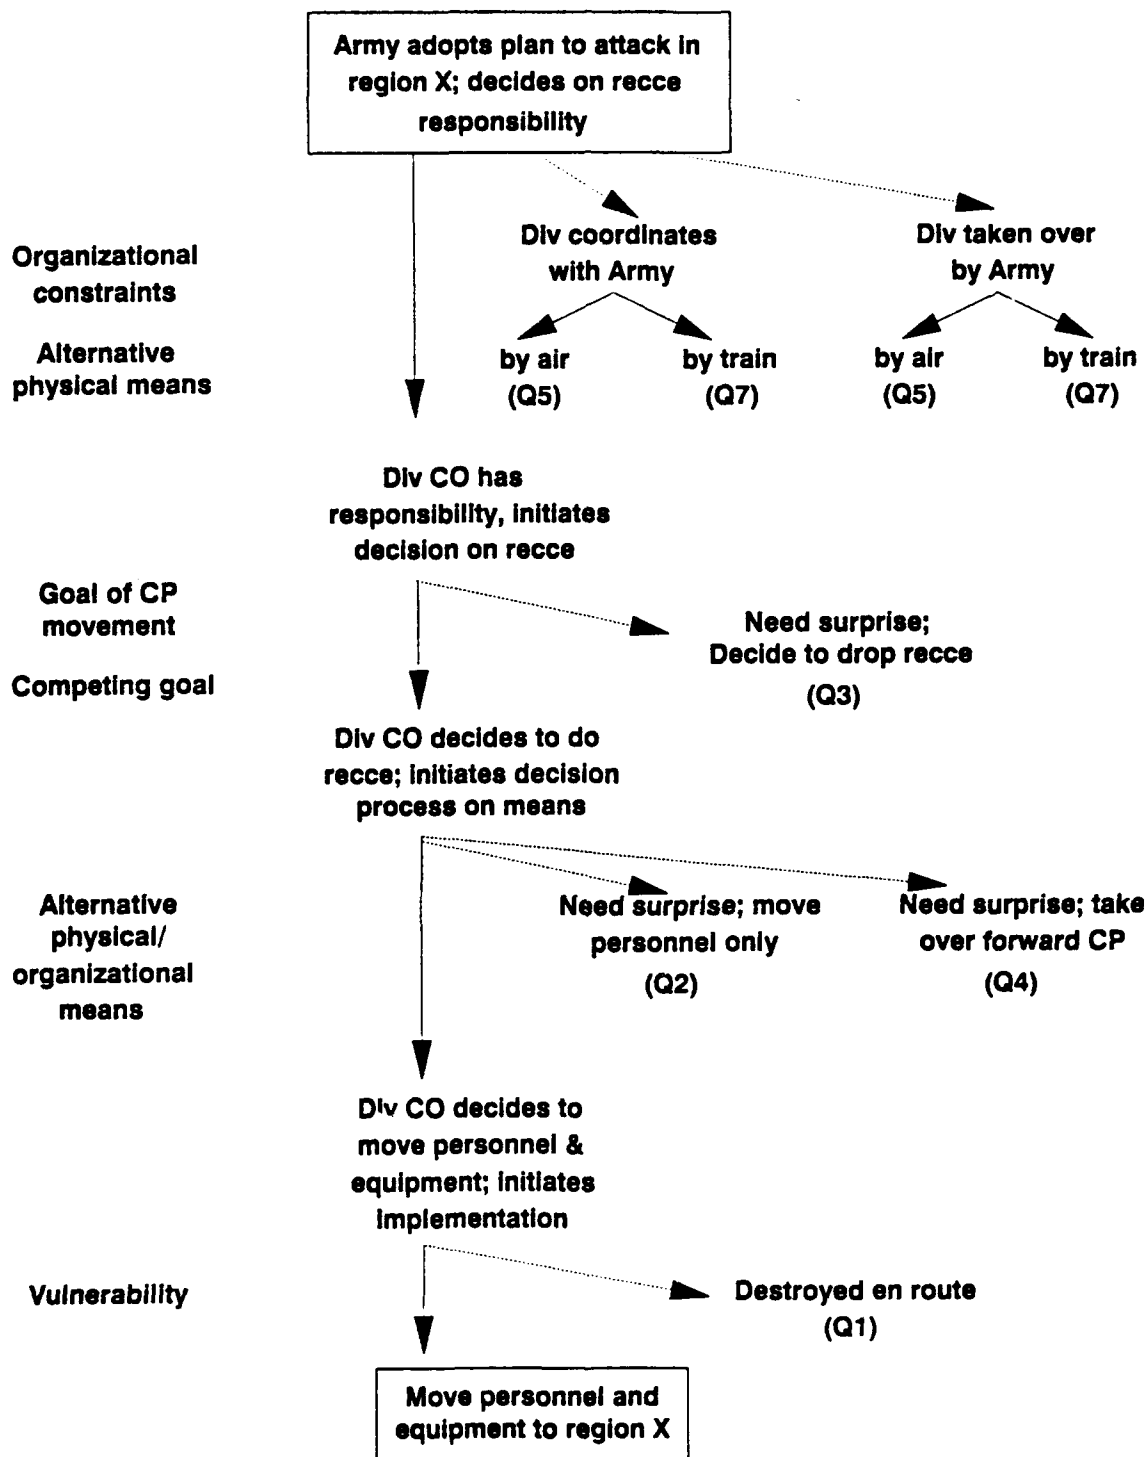 Army adopts plan to attack in
region X; decides on recce
responsibility
Organizational
constraints
Div coordinates
with Army
Div taken over
by Army
Alternative
physical means
by air
(Q5)
by train
(Q7)
by air
(Q5)
by train
(Q7)
Div CO has
responsibility, initiates
decision on recce
Goal of CP
movement
Need surprise;
Decide to drop recce
(Q3)
Competing goal
Div CO decides to do
recce; initiates decision
process on means
Alternative
physical/
organizational
means
Need surprise; move
personnel only
(Q2)
Need surprise; take
over forward CP
(Q4)
Div CO decides to
move personnel &
equipment; initiates
implementation
Vulnerability
Destroyed en route
(Q1)
Move personnel and
equipment to region X